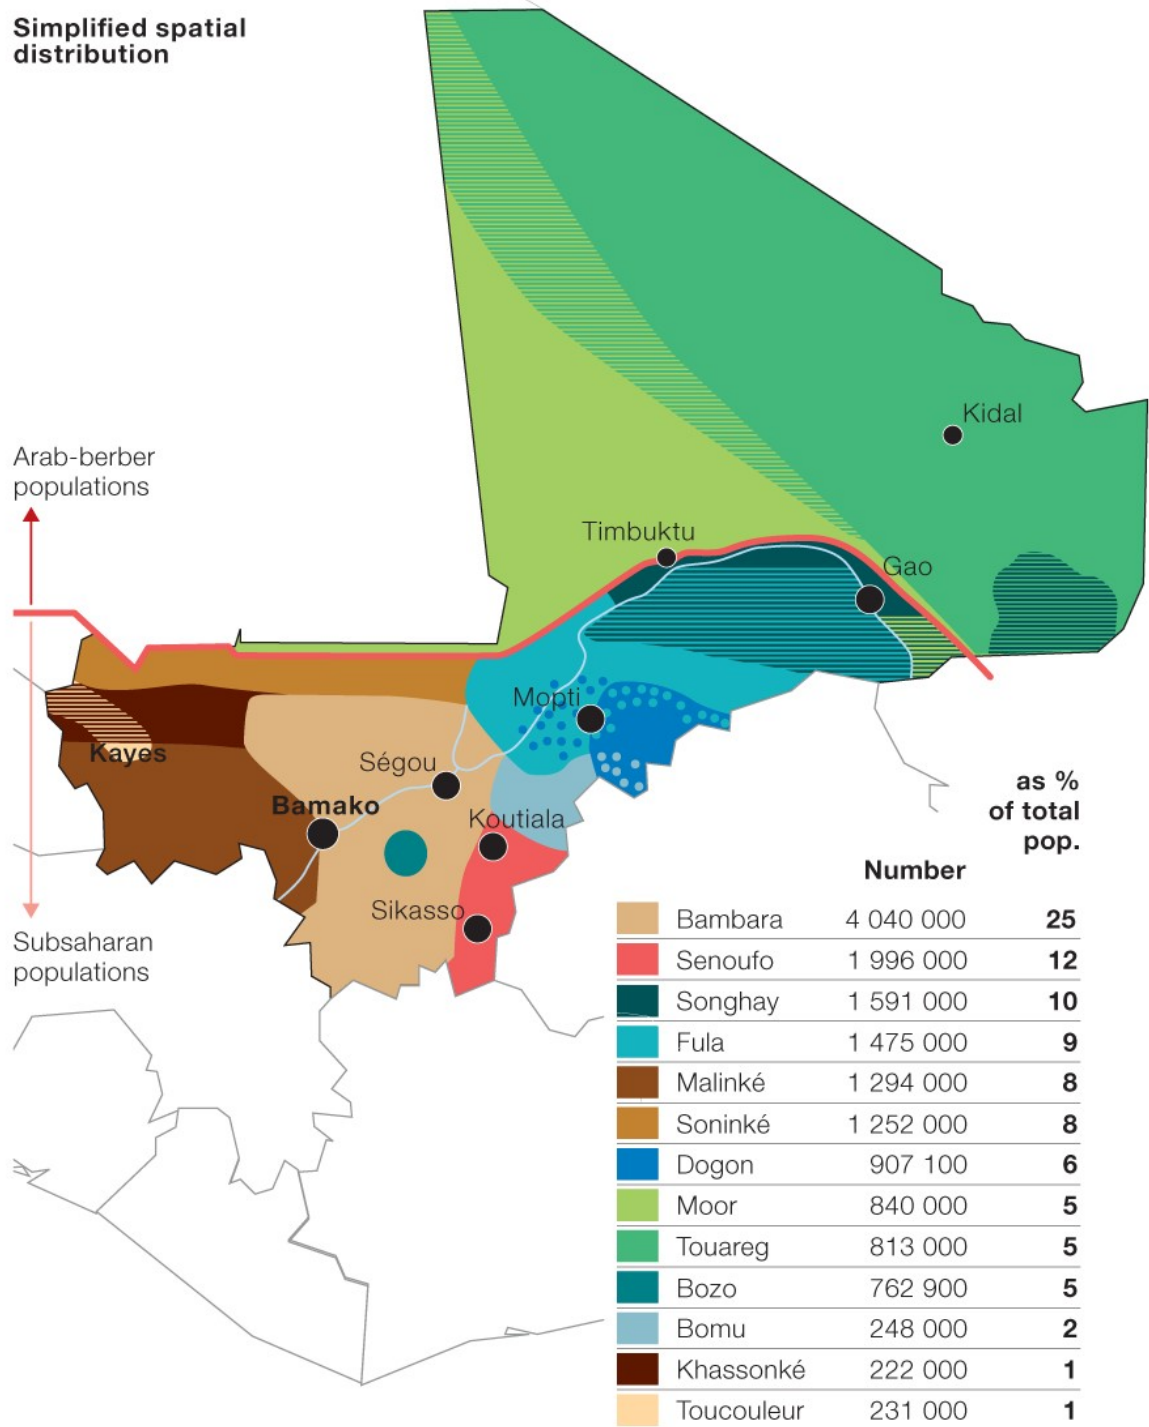 Simplified spatial
distribution
Kidal
Arab-berber
populations
Timbuktu
Gao
Mopti
Kayes
Ségou
Bamako
Koutiala
Sikasso
Subsaharan
populations
as %
of total
pop.
Number
Bambara 4 040 000 25
Senoufo 1 996 000 12
Songhay 1 591 000 10
Fula 1 475 000 9
Malinké 1 294 000 8
Soninké 1 252 000 8
Dogon 907 100 6
Moor 840 000 5
Touareg 813 000 5
Bozo 762 900 5
Bomu 248 000 2
Khassonké 222 000 1
Toucouleur 231 000 1